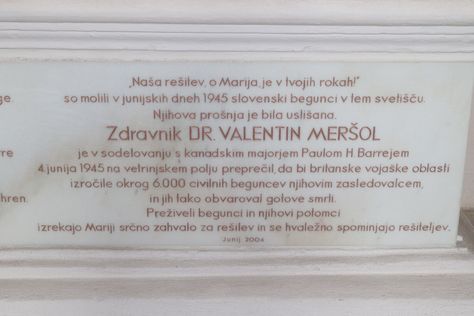 „Naša rešitev, o Marija, je v tvojih rokah!"
so molili v junijskih dneh 1945 slovenski begunci v tem svetišču.
Njihova prošnja je bila uslišana.
Zdravnik DR. VALENTIN MERŠOL
je v sodelovanju s kanadskim majorjem Paulom H. Barrejem
4. junija 1945 na vetrinjskem polju preprečil, da bi britanske vojaške oblasti
izročile okrog 6.000 civilnih beguncev njihovim zasledovalcem,
in jih tako obvaroval gotove smrti.
Preživeli begunci in njihovi potomci
izrekajo Mariji srčno zahvalo za rešitev in se hvaležno spominjajo rešiteljev.
Junij 2004